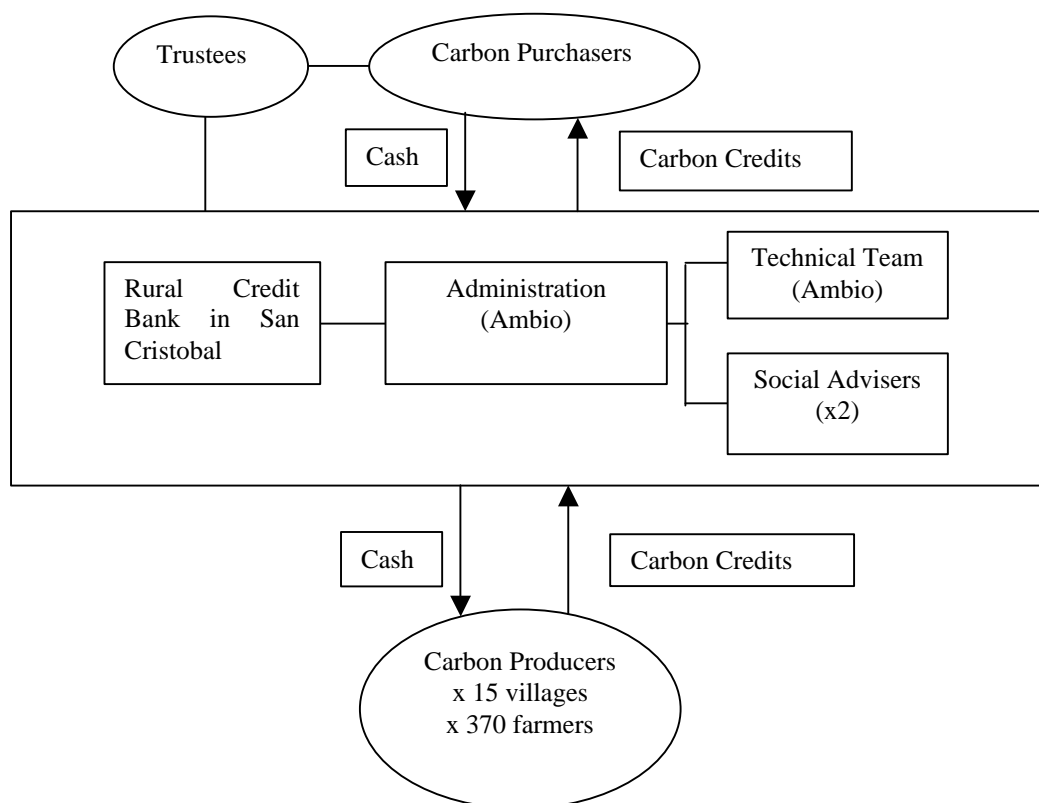 Trustees
Carbon Purchasers
Cash
Carbon Credits
Rural Credit
Bank in San
Cristobal
Administration
(Ambio)
Technical Team
(Ambio)
Social Advisers
(x2)
Cash
Carbon Credits
Carbon Producers
x 15 villages
x 370 farmers